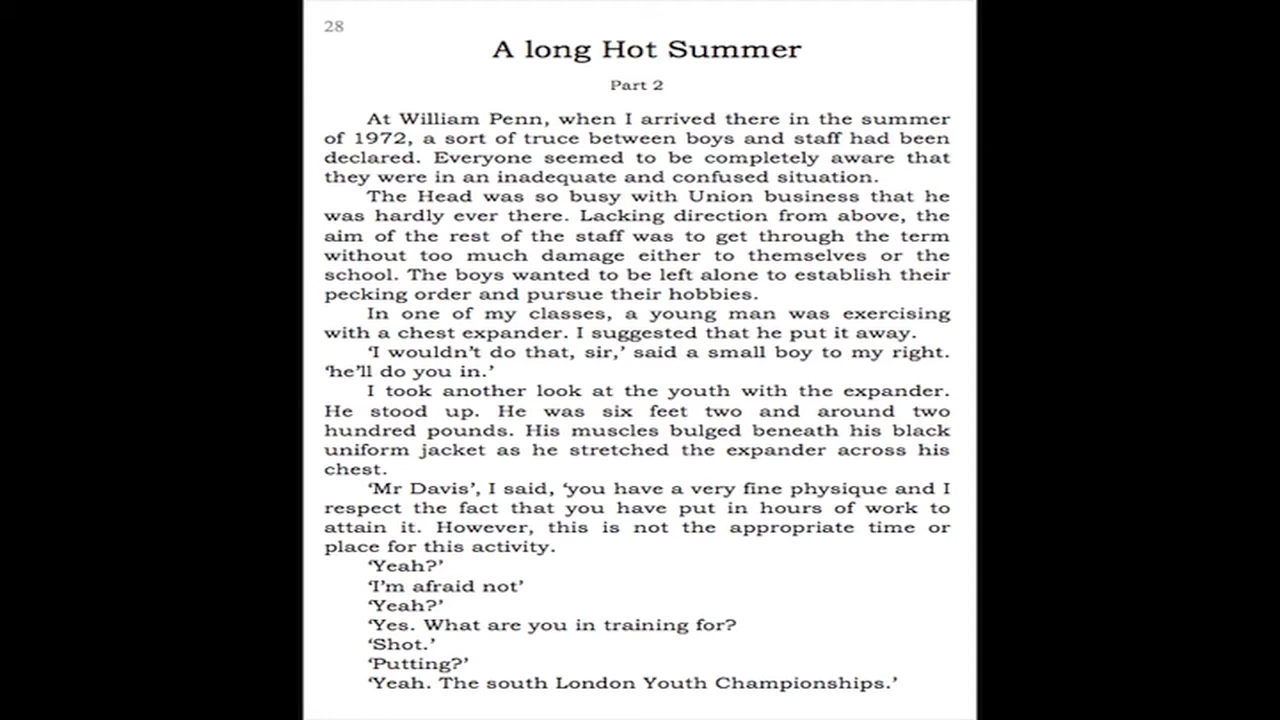 28
A long Hot Summer
Part 2
At William Penn, when I arrived there in the summer
of 1972, a sort of truce between boys and staff had been
declared. Everyone seemed to be completely aware that
they were in an inadequate and confused situation.
The Head was so busy with Union business that he
was hardly ever there. Lacking direction from above, the
aim of the rest of the staff was to get through the term
without too much damage either to themselves or the
school. The boys wanted to be left alone to establish their
pecking order and pursue their hobbies.
In one of my classes, a young man was exercising
with a chest expander. I suggested that he put it away.
‘I wouldn’t do that, sir,’ said a small boy to my right.
‘he’ll do you in.’
I took another look at the youth with the expander.
He stood up. He was six feet two and around two
hundred pounds. His muscles bulged beneath his black
uniform jacket as he stretched the expander across his
chest.
‘Mr Davis’, I said, ‘you have a very fine physique and I
respect the fact that you have put in hours of work to
attain it. However, this is not the appropriate time or
place for this activity.
‘Yeah?’
‘I’m afraid not’
‘Yeah?’
‘Yes. What are you in training for?
‘Shot.’
‘Putting?’
‘Yeah. The south London Youth Championships.’